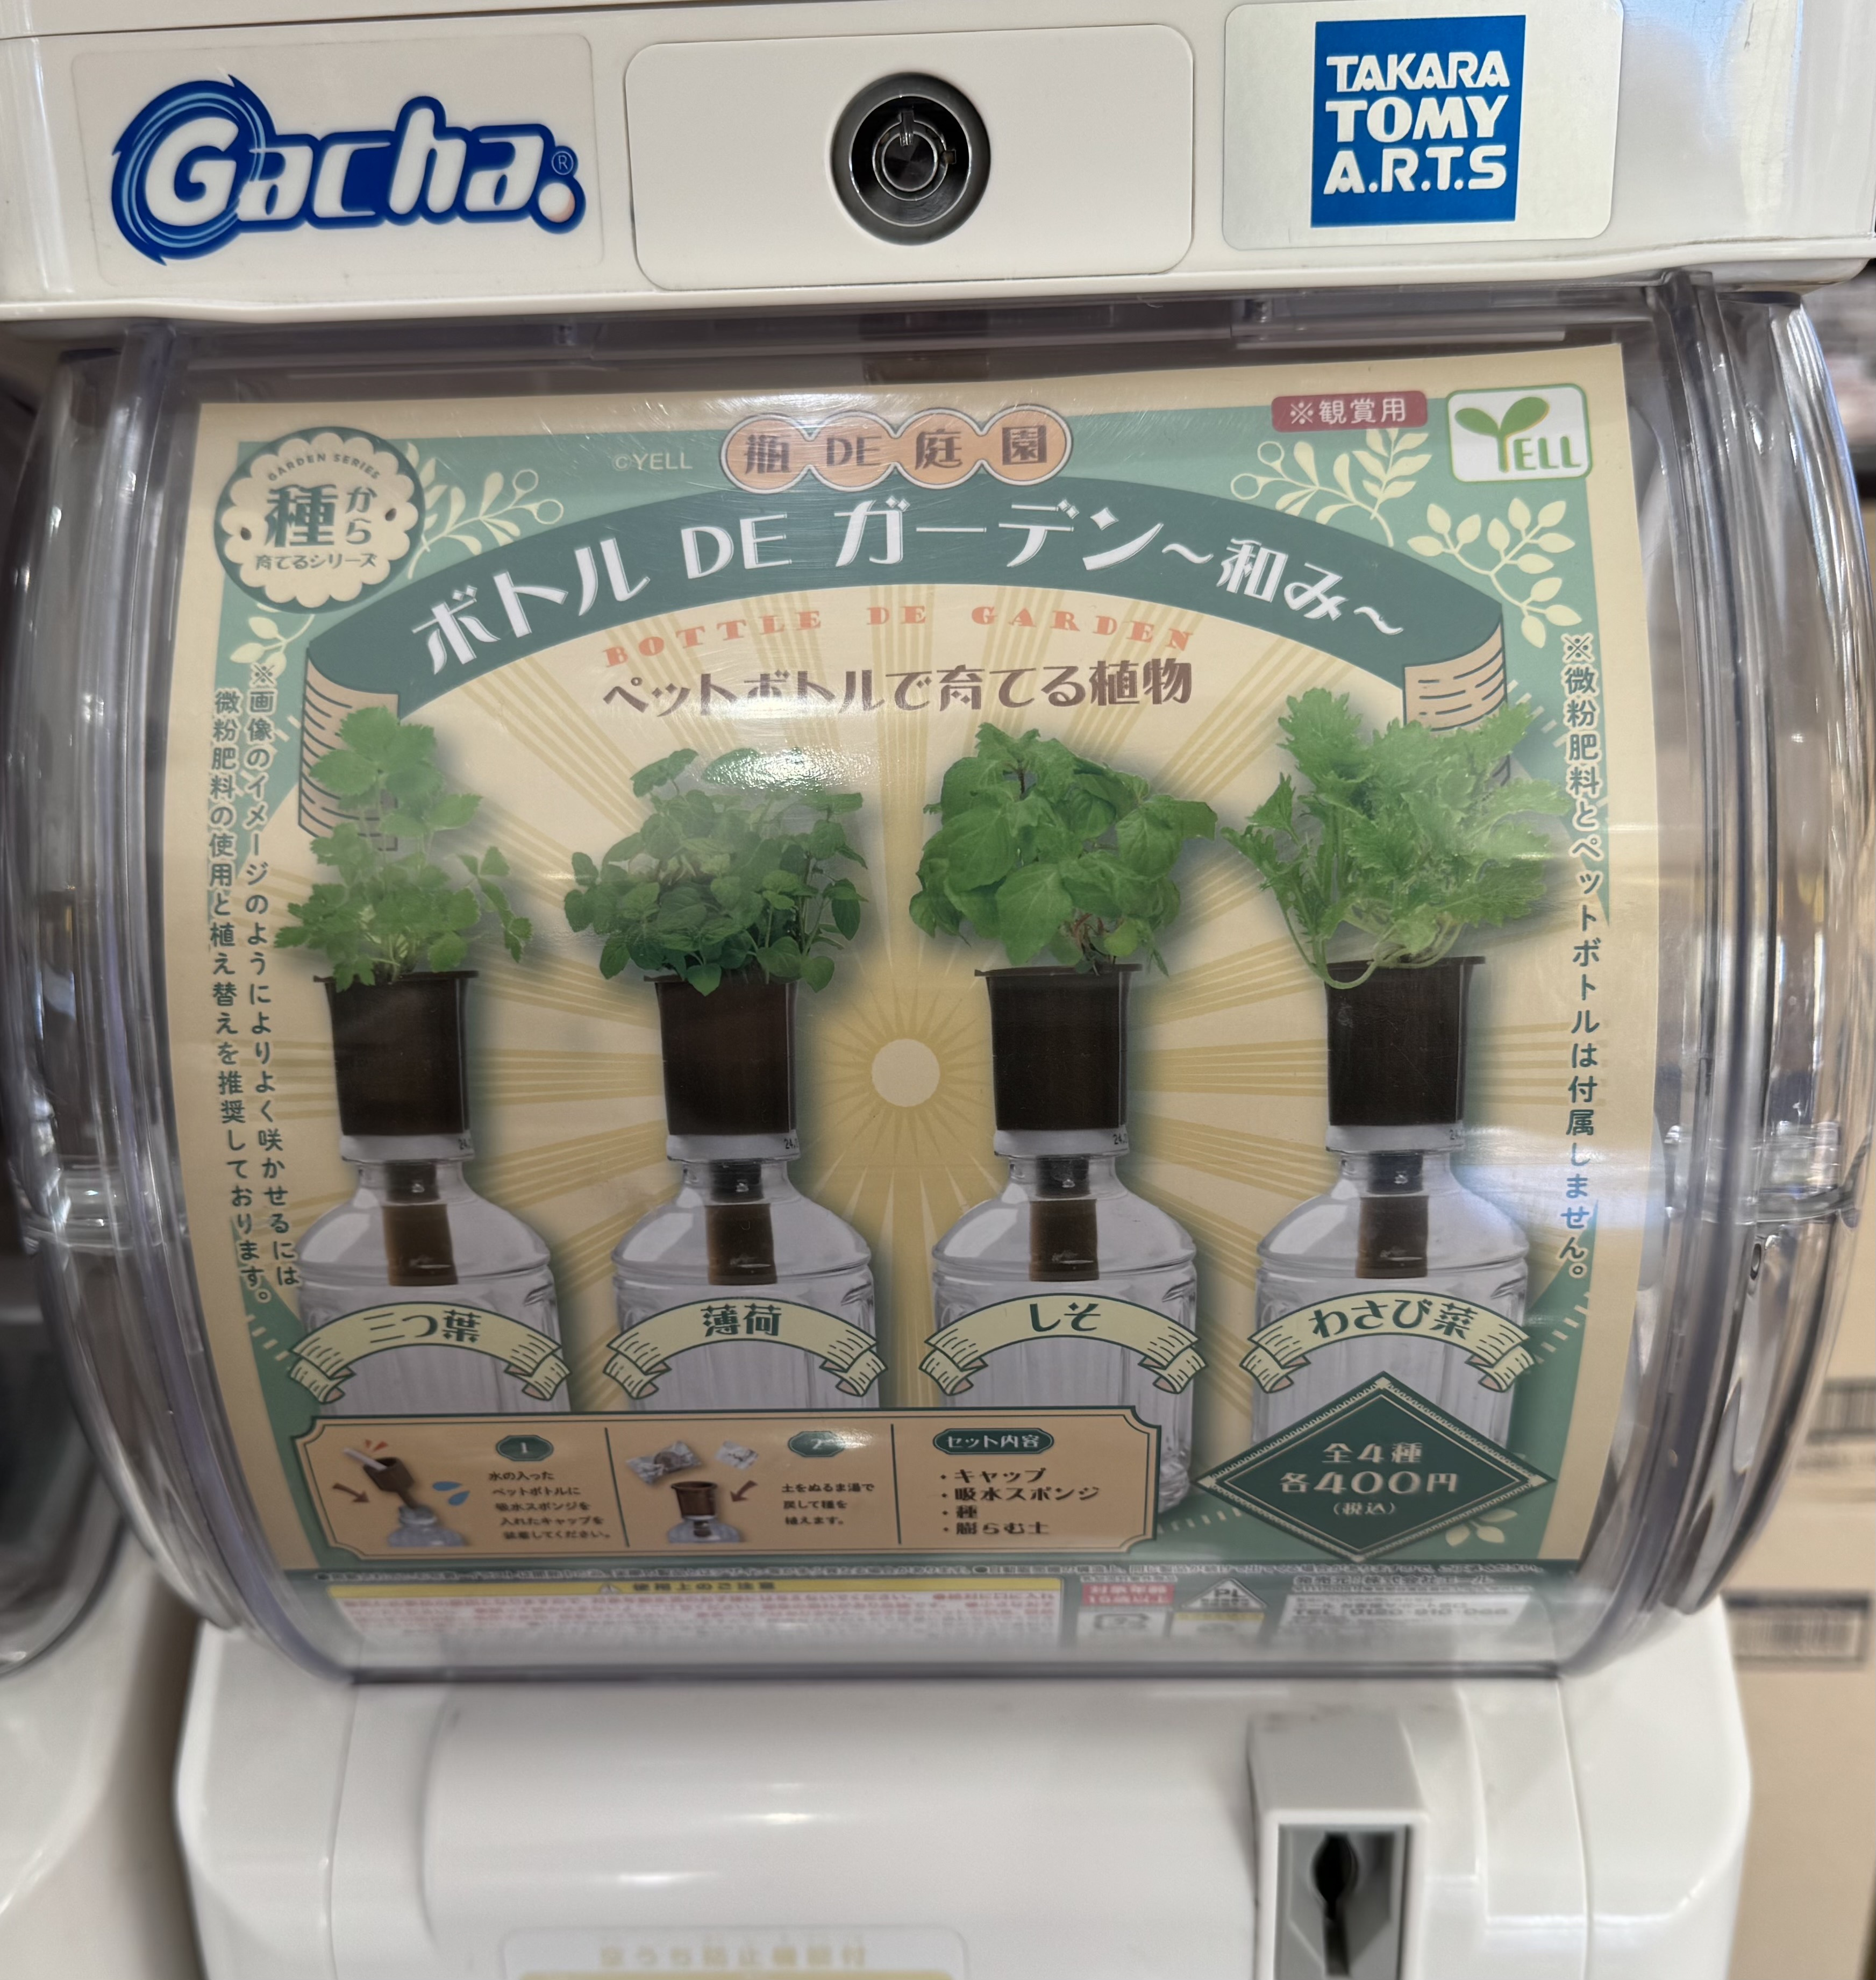 Gacha.®
TAKARA
TOMY
A.R.T.S
GARDEN SERIES
種から
育てるシリーズ
©YELL
瓶DE庭園
※観賞用
YELL
ボトル DE ガーデン～和み～
BOTTLE DE GARDEN
ペットボトルで育てる植物
※画像のイメージのようによりよく咲かせるには
微粉肥料の使用と植え替えを推奨しております。
※微粉肥料とペットボトルは付属しません。
三つ葉
薄荷
しそ
わさび菜
1
水の入った
ペットボトルに
吸水スポンジを
入れたキャップを
装着してください。
2
土をぬるま湯で
戻して種を
植えます。
セット内容
・キャップ
・吸水スポンジ
・種
・膨らむ土
全4種
各400円
(税込)
使用上のご注意